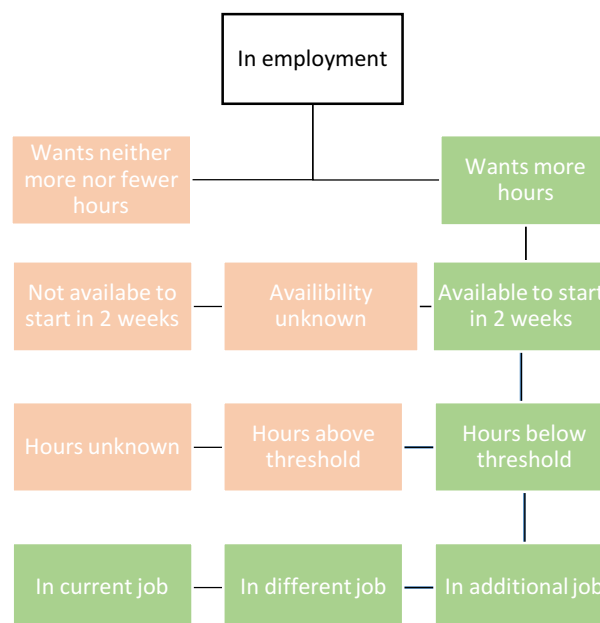 In employment
Wants neither
more nor fewer
hours
Wants more
hours
Not availabe to
start in 2 weeks
Availibility
unknown
Available to start
in 2 weeks
Hours unknown
Hours above
threshold
Hours below
threshold
In current job
In different job
In additional job